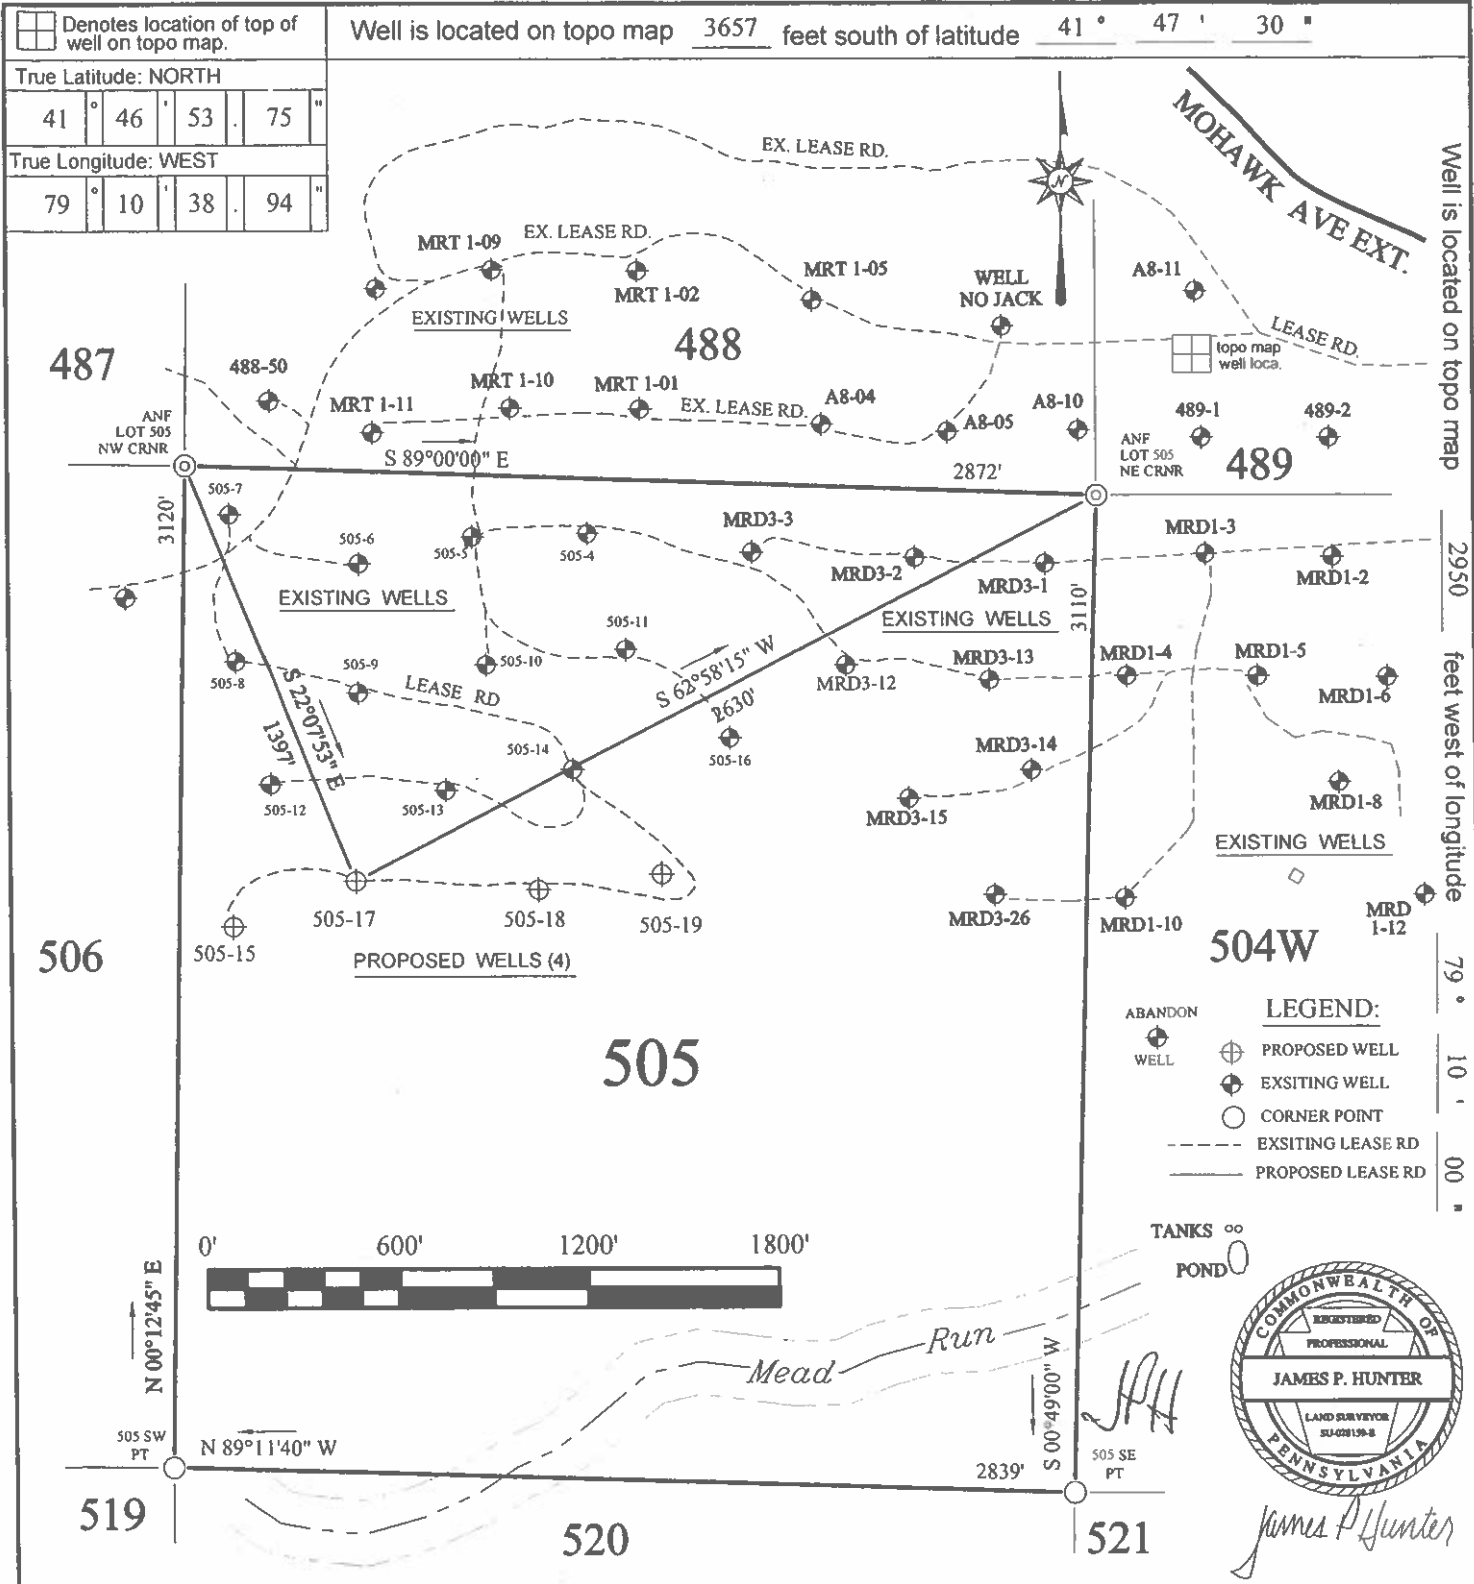 Denotes location of top of
well on topo map.
Well is located on topo map 3657 feet south of latitude 41 ° 47 ' 30 "
True Latitude: NORTH
41 ° 46 ' 53 . 75 "
True Longitude: WEST
79 ° 10 ' 38 . 94 "
Well is located on topo map 2950 feet west of longitude 79 ° 10 ' 00 "
MOHAWK AVE EXT.
EX. LEASE RD.
N
MRT 1-09
EX. LEASE RD.
MRT 1-02
MRT 1-05
WELL
NO JACK
A8-11
EXISTING WELLS
487
488
LEASE RD.
topo map
well loca.
488-50
MRT 1-11
MRT 1-10
MRT 1-01
EX. LEASE RD.
A8-04
A8-05
A8-10
489-1
489-2
ANF
LOT 505
NW CRNR
S 89°00'00" E
2872'
ANF
LOT 505
NE CRNR
489
3120'
505-7
505-6
505-5
505-4
MRD3-3
MRD3-2
MRD3-1
MRD1-3
MRD1-2
EXISTING WELLS
EXISTING WELLS
3110'
505-11
505-8
505-9
505-10
LEASE RD
S 62°58'15" W
2630'
MRD3-12
MRD3-13
MRD1-4
MRD1-5
MRD1-6
S 22°07'53" E
1397'
505-14
505-16
MRD3-14
505-12
505-13
MRD3-15
MRD1-8
EXISTING WELLS
505-15
505-17
505-18
505-19
MRD3-26
MRD1-10
MRD
1-12
506
PROPOSED WELLS (4)
504W
505
ABANDON
WELL
LEGEND:
PROPOSED WELL
EXSITING WELL
CORNER POINT
EXSITING LEASE RD
PROPOSED LEASE RD
TANKS
POND
0' 600' 1200' 1800'
N 00°12'45" E
Mead Run
S 00°49'00" W
JPH
505 SW
PT
N 89°11'40" W
2839'
505 SE
PT
519
520
521
COMMONWEALTH OF
REGISTERED
PROFESSIONAL
JAMES P. HUNTER
LAND SURVEYOR
SU-028139-E
PENNSYLVANIA
James P Hunter